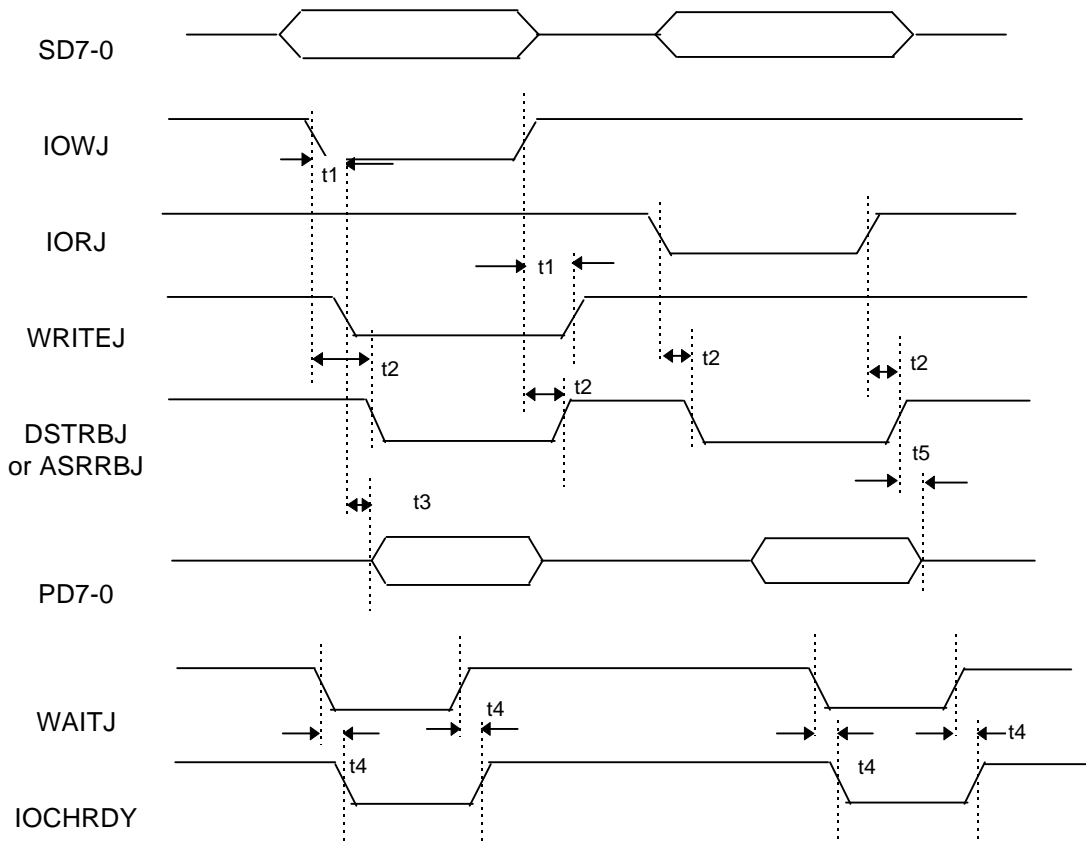 SD7-0
IOWJ
t1
IORJ
t1
WRITEJ
t2
t2
t2
t2
DSTRBJ
or ASRRBJ
t5
t3
PD7-0
WAITJ
t4
t4
t4
t4
IOCHRDY